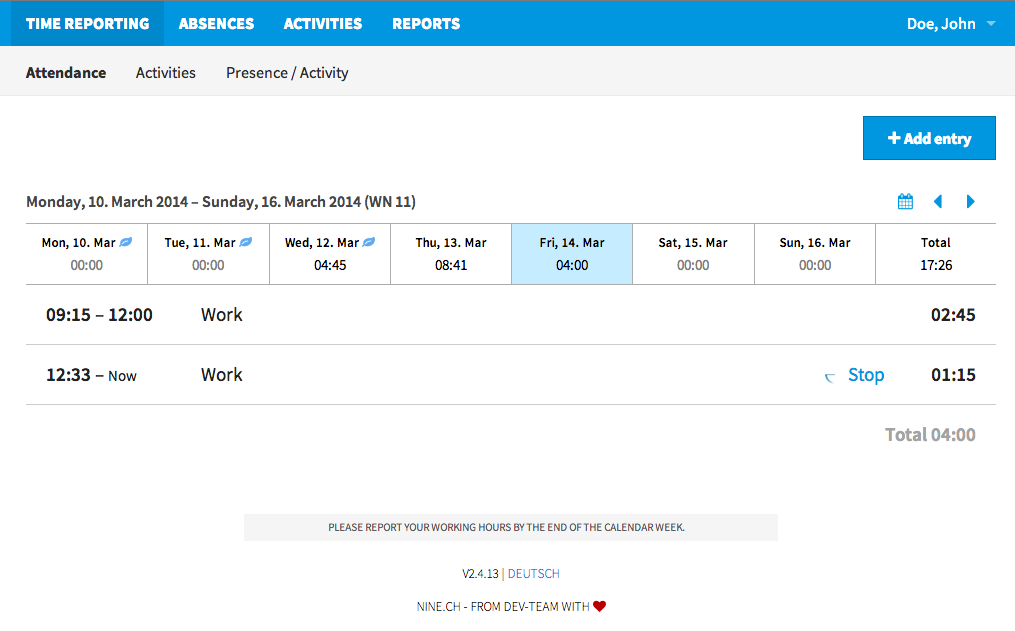 TIME REPORTING ABSENCES ACTIVITIES REPORTS Doe, John
Attendance Activities Presence / Activity
+ Add entry
Monday, 10. March 2014 – Sunday, 16. March 2014 (WN 11)
Mon, 10. Mar Tue, 11. Mar Wed, 12. Mar Thu, 13. Mar Fri, 14. Mar Sat, 15. Mar Sun, 16. Mar Total
00:00 00:00 04:45 08:41 04:00 00:00 00:00 17:26
09:15 – 12:00 Work 02:45
12:33 – Now Work Stop 01:15
Total 04:00
PLEASE REPORT YOUR WORKING HOURS BY THE END OF THE CALENDAR WEEK.
V2.4.13 | DEUTSCH
NINE.CH - FROM DEV-TEAM WITH ❤